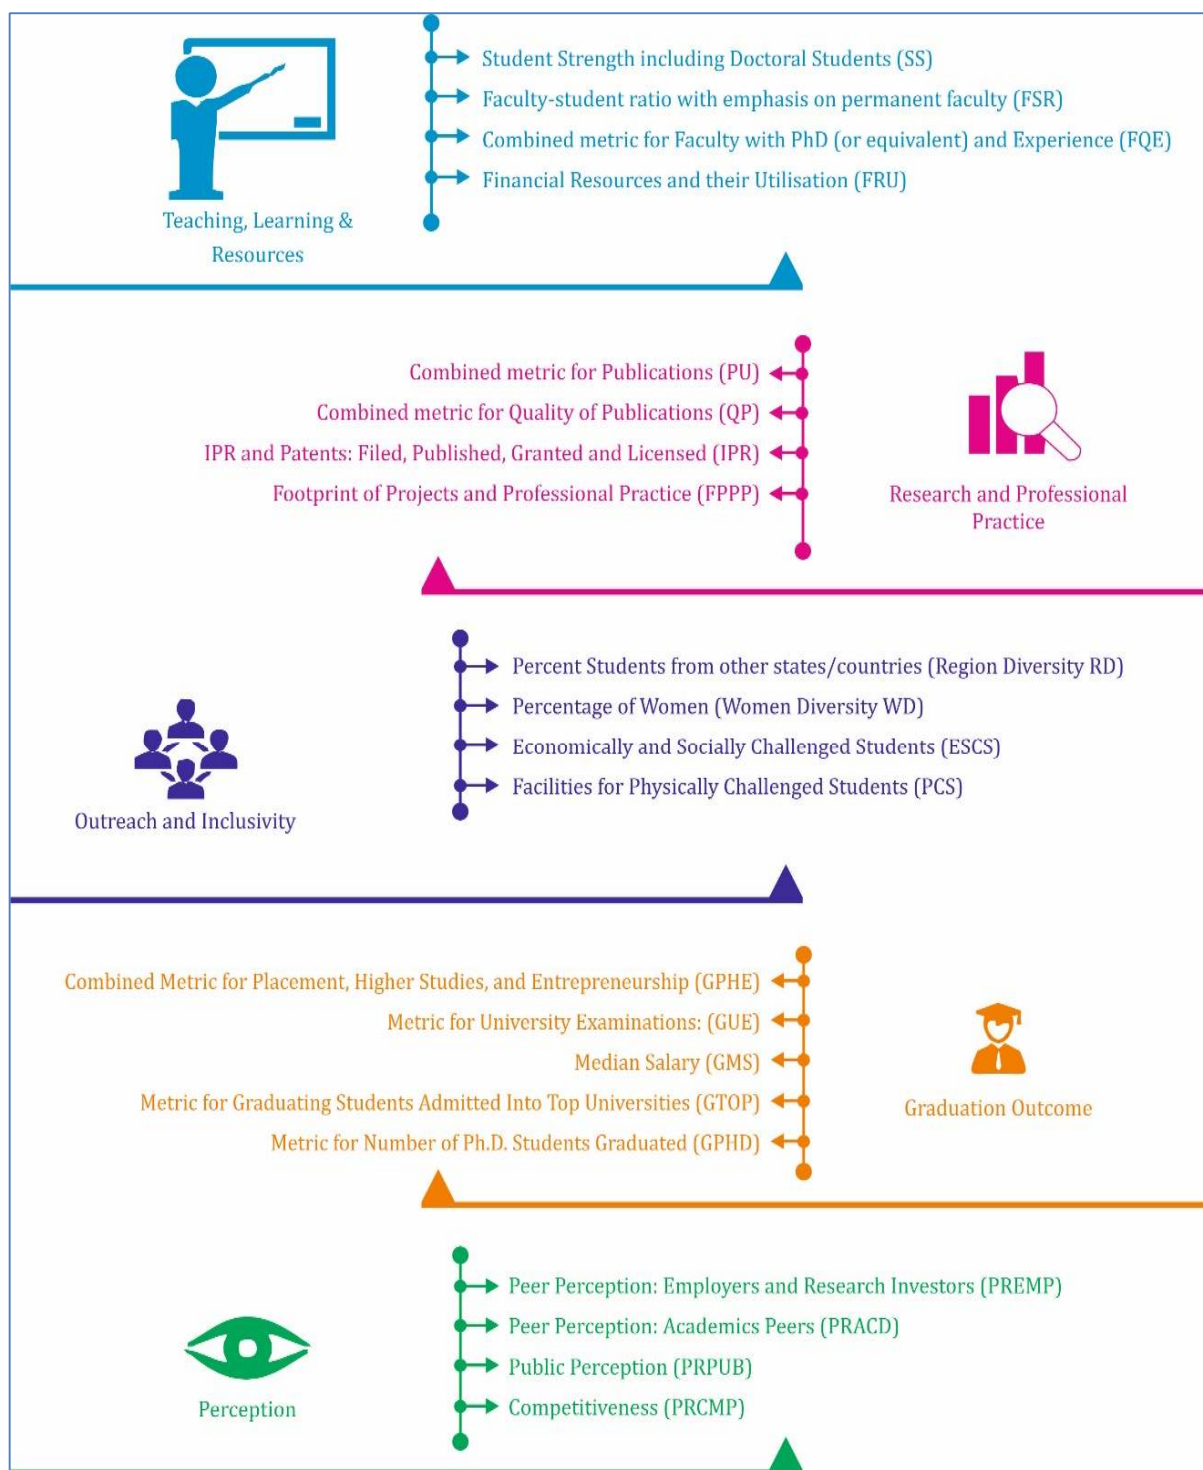 Student Strength including Doctoral Students (SS)
Faculty-student ratio with emphasis on permanent faculty (FSR)
Combined metric for Faculty with PhD (or equivalent) and Experience (FQE)
Financial Resources and their Utilisation (FRU)
Teaching, Learning &
Resources
Combined metric for Publications (PU)
Combined metric for Quality of Publications (QP)
IPR and Patents: Filed, Published, Granted and Licensed (IPR)
Footprint of Projects and Professional Practice (FPPP)
Research and Professional
Practice
Percent Students from other states/countries (Region Diversity RD)
Percentage of Women (Women Diversity WD)
Economically and Socially Challenged Students (ESCS)
Facilities for Physically Challenged Students (PCS)
Outreach and Inclusivity
Combined Metric for Placement, Higher Studies, and Entrepreneurship (GPHE)
Metric for University Examinations: (GUE)
Median Salary (GMS)
Metric for Graduating Students Admitted Into Top Universities (GTOP)
Metric for Number of Ph.D. Students Graduated (GPHD)
Graduation Outcome
Peer Perception: Employers and Research Investors (PREMP)
Peer Perception: Academics Peers (PRACD)
Public Perception (PRPUB)
Competitiveness (PRCMP)
Perception